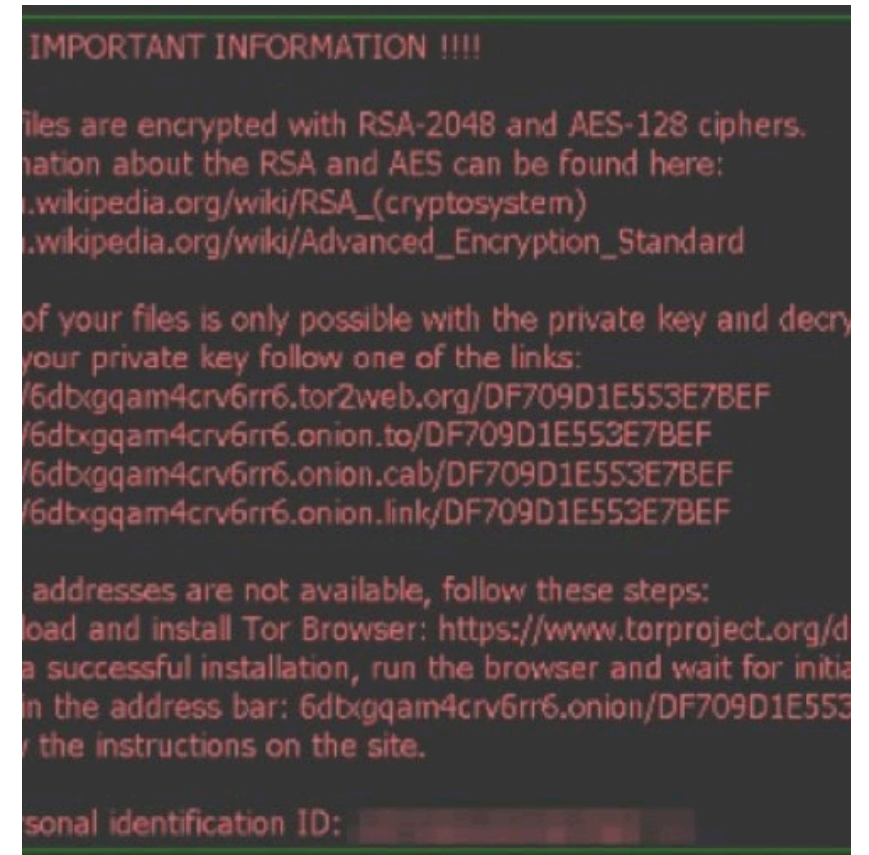 IMPORTANT INFORMATION !!!!
files are encrypted with RSA-2048 and AES-128 ciphers.
nation about the RSA and AES can be found here:
.wikipedia.org/wiki/RSA_(cryptosystem)
.wikipedia.org/wiki/Advanced_Encryption_Standard
of your files is only possible with the private key and decry
your private key follow one of the links:
/6dtxgqam4crv6rr6.tor2web.org/DF709D1E553E7BEF
/6dtxgqam4crv6rr6.onion.to/DF709D1E553E7BEF
/6dtxgqam4crv6rr6.onion.cab/DF709D1E553E7BEF
/6dtxgqam4crv6rr6.onion.link/DF709D1E553E7BEF
addresses are not available, follow these steps:
load and install Tor Browser: https://www.torproject.org/d
a successful installation, run the browser and wait for initia
in the address bar: 6dtxgqam4crv6rr6.onion/DF709D1E553
the instructions on the site.
sonal identification ID: